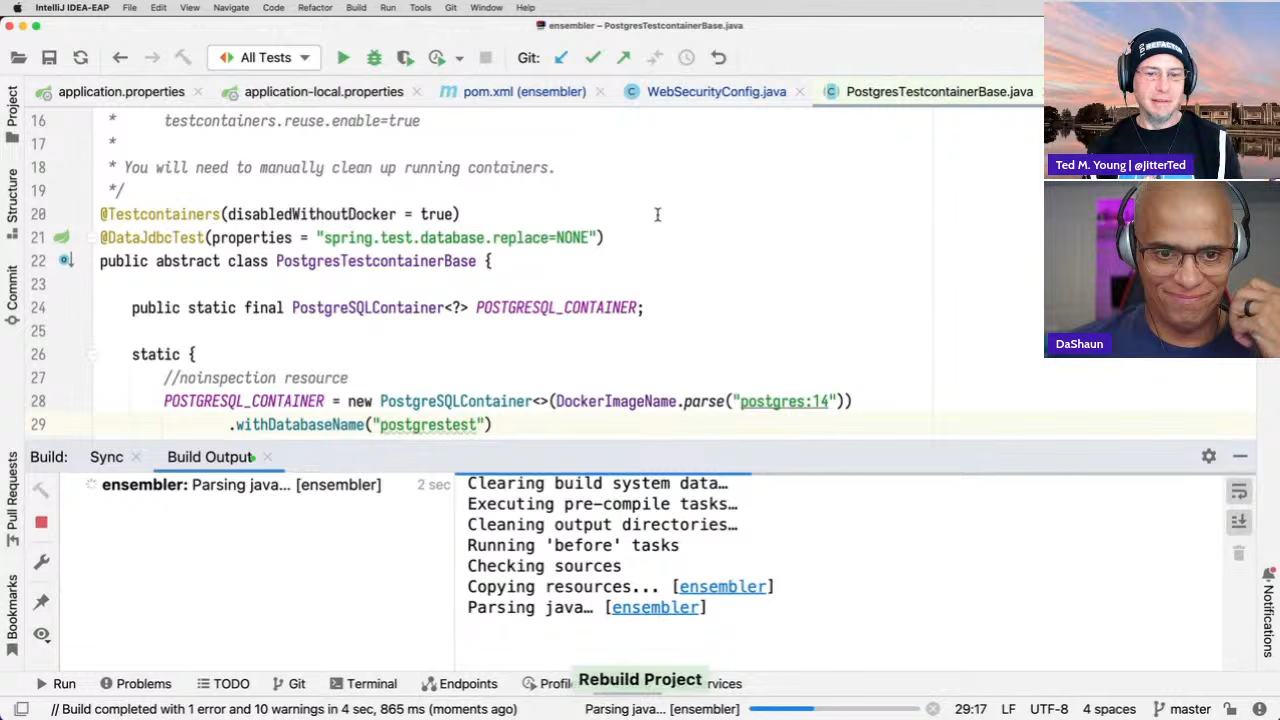 IntelliJ IDEA-EAP File Edit View Navigate Code Refactor Build Run Tools Git Window Help
ensembler – PostgresTestcontainerBase.java
All Tests Git:
application.properties application-local.properties pom.xml (ensembler) WebSecurityConfig.java PostgresTestcontainerBase.java
Project
Structure
Commit
Pull Requests
Bookmarks
16 * testcontainers.reuse.enable=true
17 *
18 * You will need to manually clean up running containers.
19 */
20 @Testcontainers(disabledWithoutDocker = true)
21 @DataJdbcTest(properties = "spring.test.database.replace=NONE")
22 public abstract class PostgresTestcontainerBase {
23
24 public static final PostgreSQLContainer<?> POSTGRESQL_CONTAINER;
25
26 static {
27 //noinspection resource
28 POSTGRESQL_CONTAINER = new PostgreSQLContainer<>(DockerImageName.parse("postgres:14"))
29 .withDatabaseName("postgrestest")
REFACTOR
Ted M. Young | @JitterTed
DaShaun
Build: Sync Build Output
ensembler: Parsing java... [ensembler] 2 sec
Clearing build system data…
Executing pre-compile tasks…
Cleaning output directories…
Running 'before' tasks
Checking sources
Copying resources... [ensembler]
Parsing java… [ensembler]
Notifications
Rebuild Project
Run Problems TODO Git Terminal Endpoints Profil rvices
// Build completed with 1 error and 10 warnings in 4 sec, 865 ms (moments ago) Parsing java… [ensembler] 29:17 LF UTF-8 4 spaces master